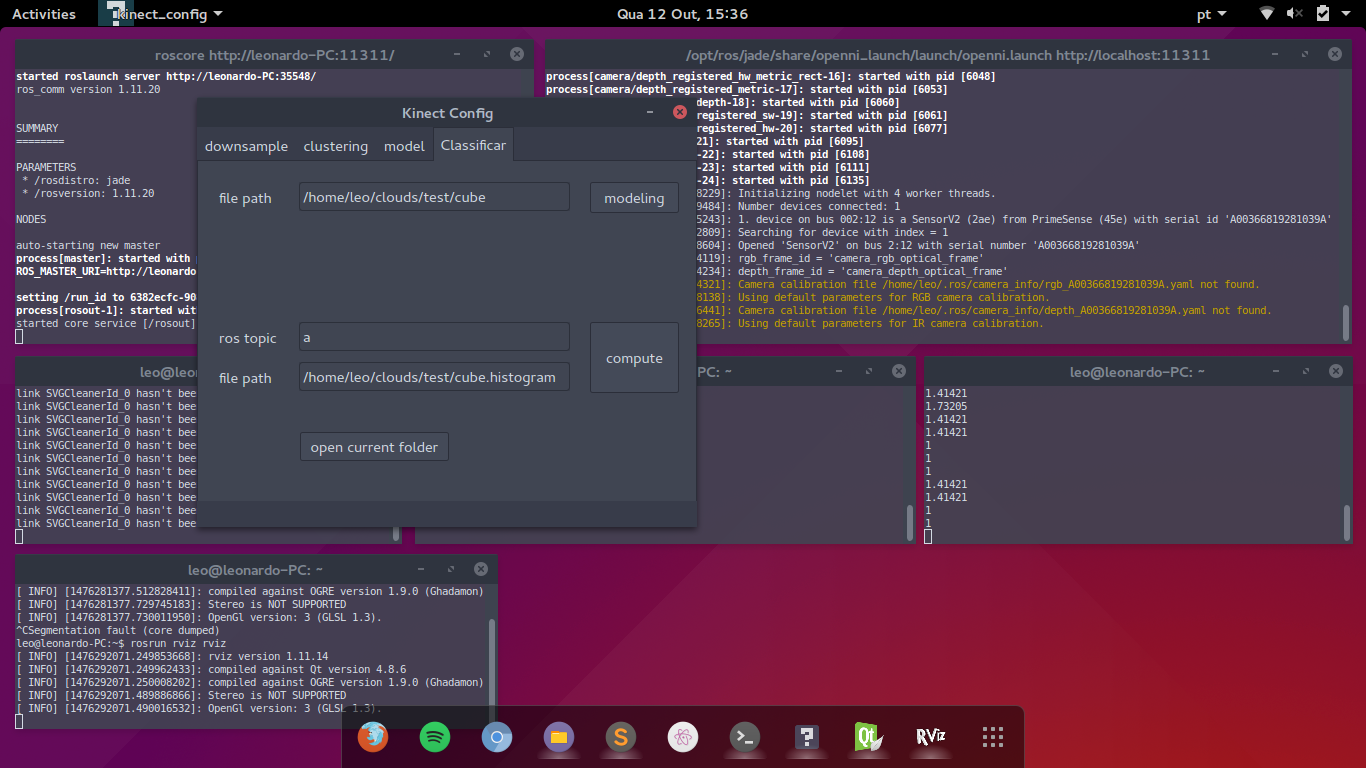 Activities
kinect_config
Qua 12 Out, 15:36
pt
roscore http://leonardo-PC:11311/
started roslaunch server http://leonardo-PC:35548/
ros_comm version 1.11.20
SUMMARY
========
PARAMETERS
* /rosdistro: jade
* /rosversion: 1.11.20
NODES
auto-starting new master
process[master]: started with
ROS_MASTER_URI=http://leonardo
setting /run_id to 6382ecfc-90
process[rosout-1]: started wit
started core service [/rosout]
/opt/ros/jade/share/openni_launch/launch/openni.launch http://localhost:11311
process[camera/depth_registered_hw_metric_rect-16]: started with pid [6048]
process[camera/depth_registered_metric-17]: started with pid [6053]
depth-18]: started with pid [6060]
registered_sw-19]: started with pid [6061]
registered_hw-20]: started with pid [6077]
21]: started with pid [6095]
-22]: started with pid [6108]
-23]: started with pid [6111]
-24]: started with pid [6135]
8229]: Initializing nodelet with 4 worker threads.
9484]: Number devices connected: 1
5243]: 1. device on bus 002:12 is a SensorV2 (2ae) from PrimeSense (45e) with serial id 'A00366819281039A'
2809]: Searching for device with index = 1
8604]: Opened 'SensorV2' on bus 2:12 with serial number 'A00366819281039A'
4119]: rgb_frame_id = 'camera_rgb_optical_frame'
4234]: depth_frame_id = 'camera_depth_optical_frame'
4321]: Camera calibration file /home/leo/.ros/camera_info/rgb_A00366819281039A.yaml not found.
8138]: Using default parameters for RGB camera calibration.
6441]: Camera calibration file /home/leo/.ros/camera_info/depth_A00366819281039A.yaml not found.
8265]: Using default parameters for IR camera calibration.
Kinect Config
downsample
clustering
model
Classificar
file path
/home/leo/clouds/test/cube
modeling
ros topic
a
compute
file path
/home/leo/clouds/test/cube.histogram
open current folder
leo@leo
link SVGCleanerId_0 hasn't bee
link SVGCleanerId_0 hasn't bee
link SVGCleanerId_0 hasn't bee
link SVGCleanerId_0 hasn't bee
link SVGCleanerId_0 hasn't bee
link SVGCleanerId_0 hasn't bee
link SVGCleanerId_0 hasn't bee
link SVGCleanerId_0 hasn't bee
link SVGCleanerId_0 hasn't bee
link SVGCleanerId_0 hasn't bee
link SVGCleanerId_0 hasn't bee
PC: ~
leo@leonardo-PC: ~
1.41421
1.73205
1.41421
1.41421
1
1
1
1.41421
1.41421
1
1
leo@leonardo-PC: ~
[ INFO] [1476281377.512828411]: compiled against OGRE version 1.9.0 (Ghadamon)
[ INFO] [1476281377.729745183]: Stereo is NOT SUPPORTED
[ INFO] [1476281377.730011950]: OpenGl version: 3 (GLSL 1.3).
^CSegmentation fault (core dumped)
leo@leonardo-PC:~$ rosrun rviz rviz
[ INFO] [1476292071.249853668]: rviz version 1.11.14
[ INFO] [1476292071.249962433]: compiled against Qt version 4.8.6
[ INFO] [1476292071.250008202]: compiled against OGRE version 1.9.0 (Ghadamon)
[ INFO] [1476292071.489886866]: Stereo is NOT SUPPORTED
[ INFO] [1476292071.490016532]: OpenGl version: 3 (GLSL 1.3).
S
?
Qt
RViz